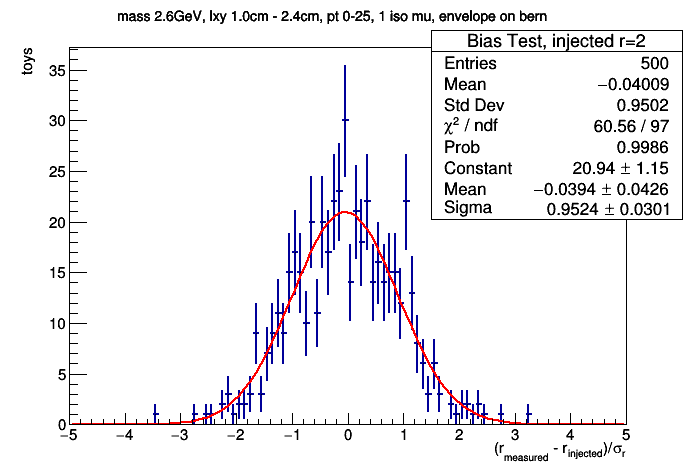 mass 2.6GeV, lxy 1.0cm - 2.4cm, pt 0-25, 1 iso mu, envelope on bern
Bias Test, injected r=2
Entries 500
Mean −0.04009
Std Dev 0.9502
χ² / ndf 60.56 / 97
Prob 0.9986
Constant 20.94 ± 1.15
Mean −0.0394 ± 0.0426
Sigma 0.9524 ± 0.0301
toys
35
30
25
20
15
10
5
0
−5 −4 −3 −2 −1 0 1 2 3 4 5
(r_measured - r_injected)/σ_r